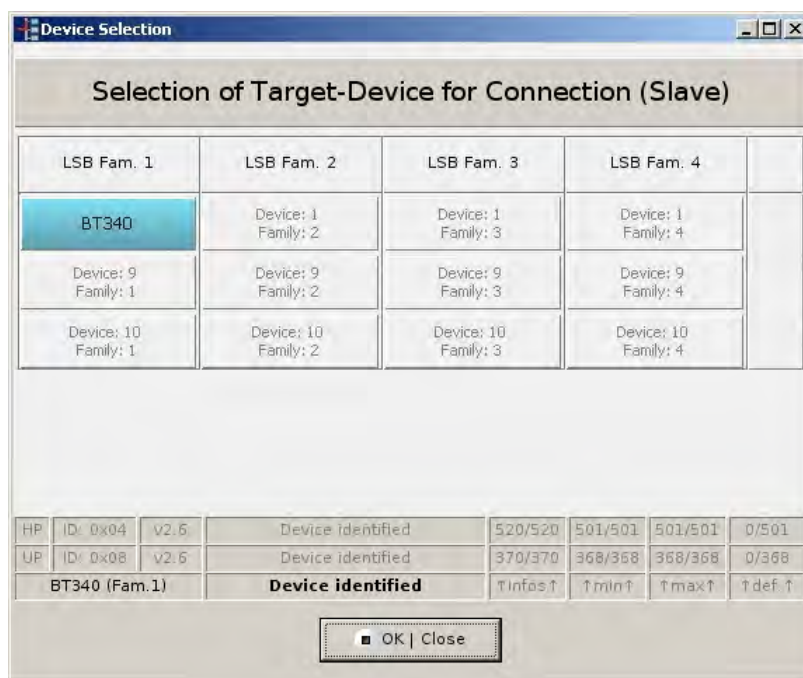 Device Selection
Selection of Target-Device for Connection (Slave)
LSB Fam. 1 LSB Fam. 2 LSB Fam. 3 LSB Fam. 4
BT340 Device: 1 Device: 1 Device: 1
Family: 2 Family: 3 Family: 4
Device: 9 Device: 9 Device: 9 Device: 9
Family: 1 Family: 2 Family: 3 Family: 4
Device: 10 Device: 10 Device: 10 Device: 10
Family: 1 Family: 2 Family: 3 Family: 4
HP ID: 0x04 v2.6 Device identified 520/520 501/501 501/501 0/501
UP ID: 0x08 v2.6 Device identified 370/370 368/368 368/368 0/368
BT340 (Fam.1) Device identified ↑infos↑ ↑min↑ ↑max↑ ↑def ↑
OK | Close